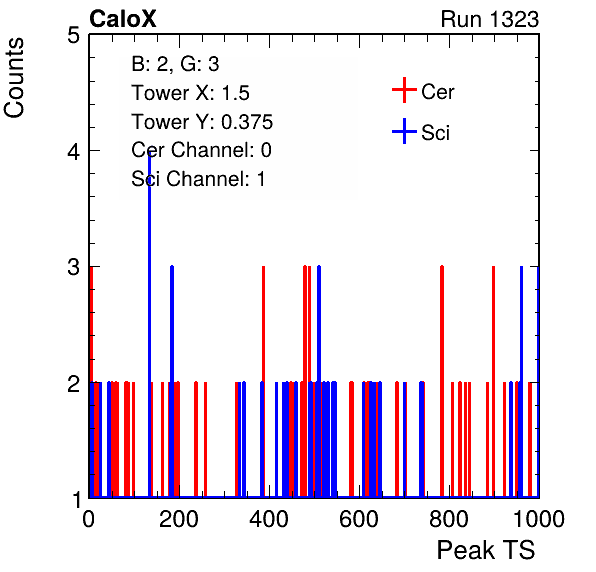 CaloX Run 1323
B: 2, G: 3
Tower X: 1.5
Tower Y: 0.375
Cer Channel: 0
Sci Channel: 1
Cer
Sci
Counts
5
4
3
2
1
0 200 400 600 800 1000
Peak TS